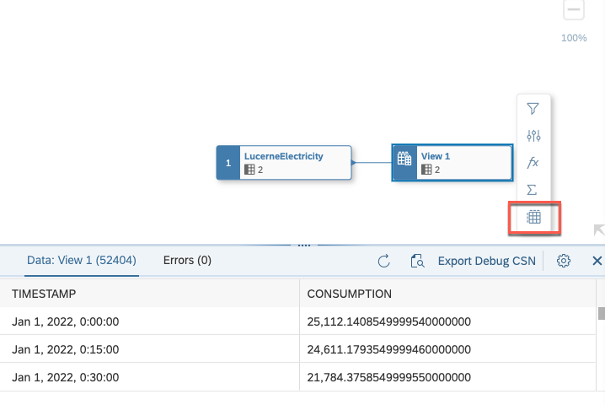 100%
1 LucerneElectricity
2
View 1
2
fx
Σ
Data: View 1 (52404) Errors (0) Export Debug CSN
TIMESTAMP CONSUMPTION
Jan 1, 2022, 0:00:00 25,112.1408549999540000000
Jan 1, 2022, 0:15:00 24,611.1793549999460000000
Jan 1, 2022, 0:30:00 21,784.3758549999550000000